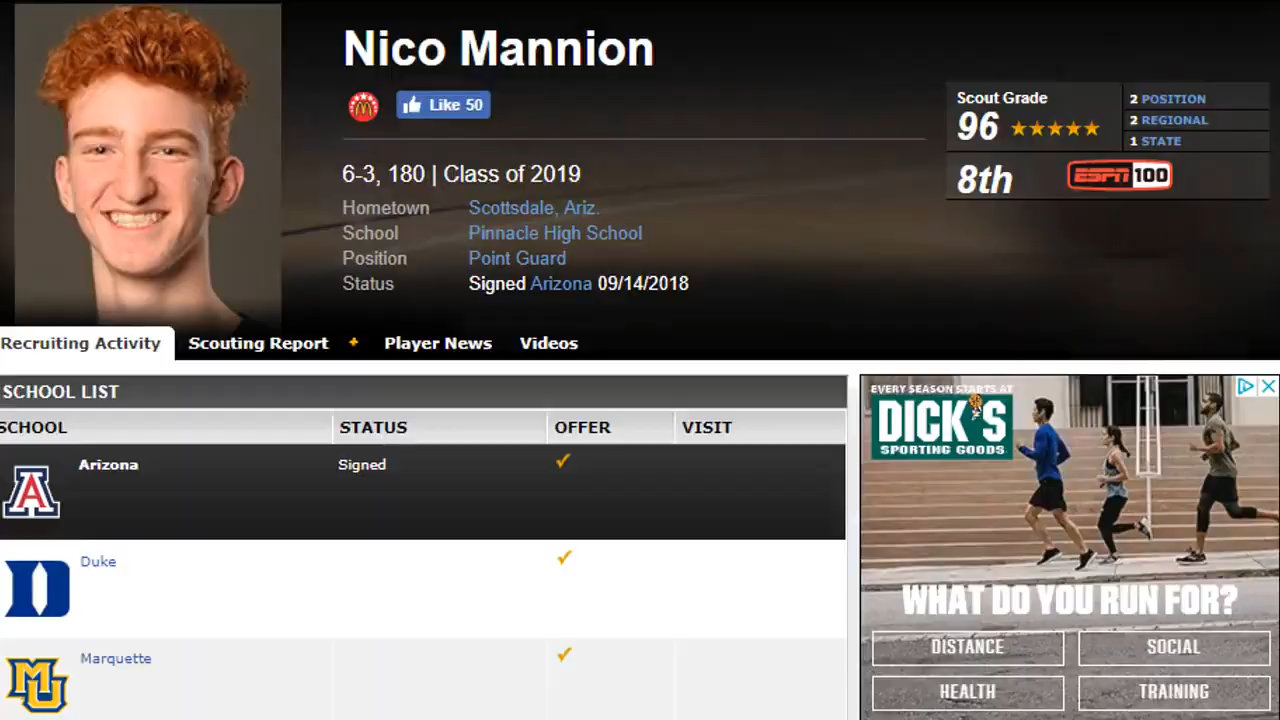 Nico Mannion
Like 50
6-3, 180 | Class of 2019
Hometown Scottsdale, Ariz.
School Pinnacle High School
Position Point Guard
Status Signed Arizona 09/14/2018
Scout Grade
96
2 POSITION
2 REGIONAL
1 STATE
8th ESPN 100
Recruiting Activity Scouting Report + Player News Videos
SCHOOL LIST
SCHOOL STATUS OFFER VISIT
A Arizona Signed
D Duke
MU Marquette
EVERY SEASON STARTS AT
DICK'S
SPORTING GOODS
WHAT DO YOU RUN FOR?
DISTANCE SOCIAL
HEALTH TRAINING